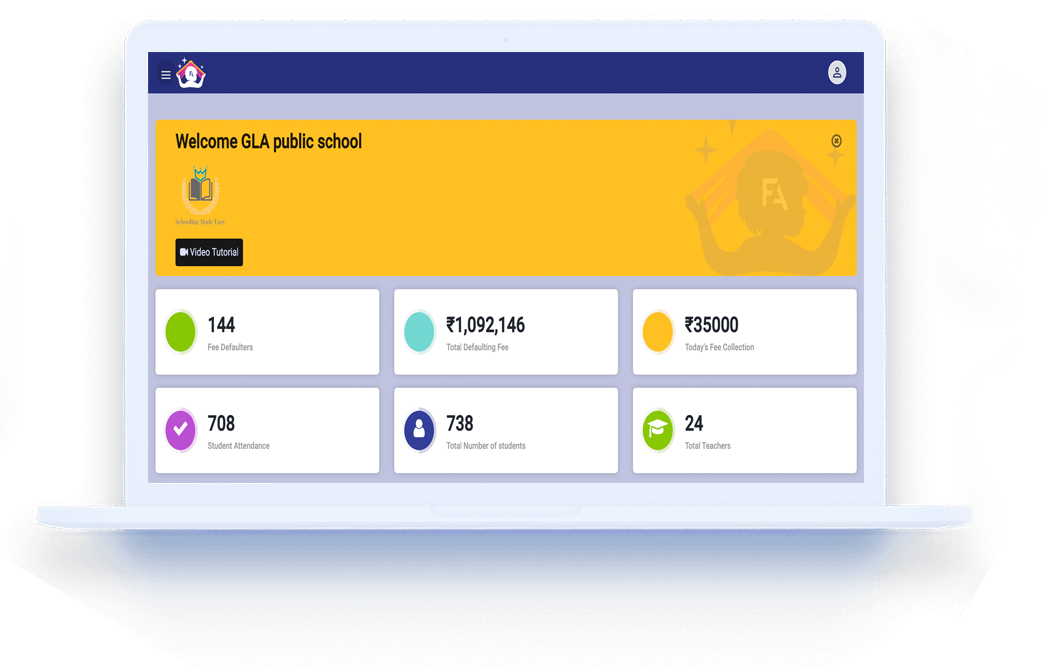 Welcome GLA public school
Schooling Made Easy
Video Tutorial
FA
144
Fee Defaulters
₹1,092,146
Total Defaulting Fee
₹35000
Today's Fee Collection
708
Student Attendance
738
Total Number of students
24
Total Teachers